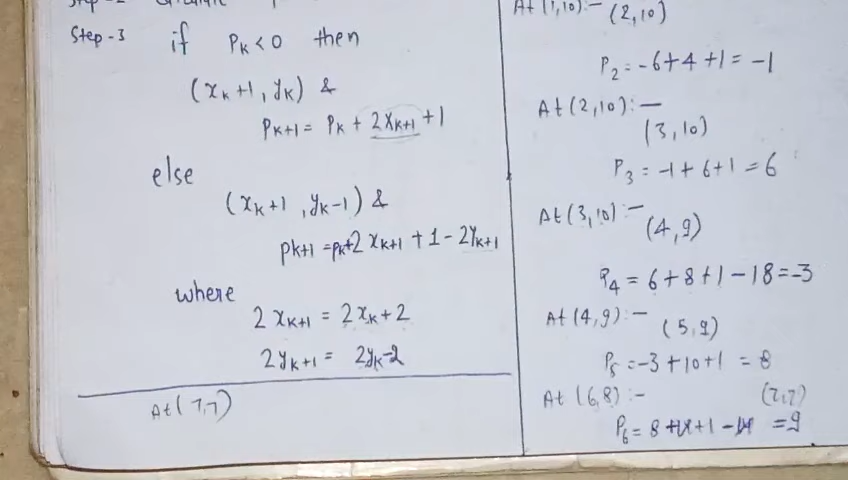 Step-3 if Pk < 0 then
(xk+1, yk) &
Pk+1 = Pk + 2xk+1 + 1
else
(xk+1, yk-1) &
Pk+1 = Pk+2xk+1 + 1 - 2yk+1
where
2xk+1 = 2xk+2
2yk+1 = 2yk-2
At (7,7)
At (1,10):- (2,10)
P2 = -6+4+1 = -1
At (2,10):-
(3,10)
P3 = -1+6+1 = 6
At (3,10):-
(4,9)
P4 = 6+8+1-18 = -3
At (4,9):-
(5,9)
P5 = -3+10+1 = 8
At (6,8):- (7,7)
P6 = 8+14+1-14 = 9